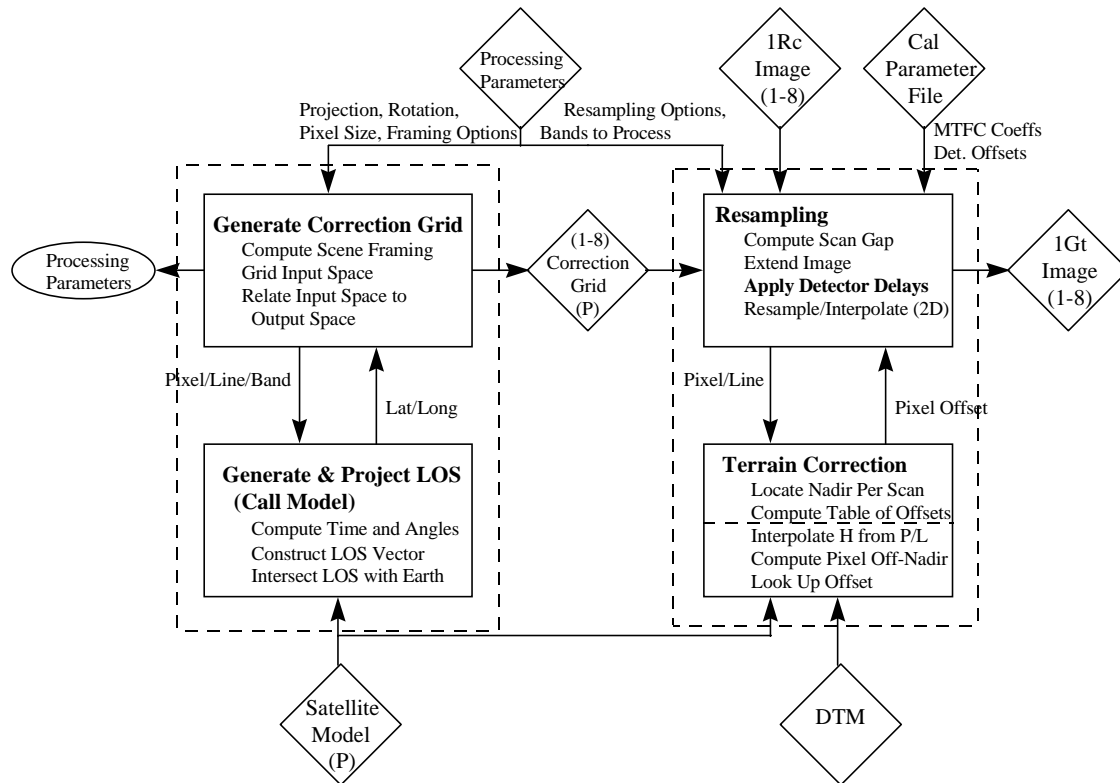 Processing
Parameters
1Rc
Image
(1-8)
Cal
Parameter
File
Projection, Rotation,
Pixel Size, Framing Options
Resampling Options,
Bands to Process
MTFC Coeffs
Det. Offsets
Generate Correction Grid
Compute Scene Framing
Grid Input Space
Relate Input Space to
Output Space
Processing
Parameters
(1-8)
Correction
Grid
(P)
Resampling
Compute Scan Gap
Extend Image
Apply Detector Delays
Resample/Interpolate (2D)
1Gt
Image
(1-8)
Pixel/Line/Band
Lat/Long
Pixel/Line
Pixel Offset
Generate & Project LOS
(Call Model)
Compute Time and Angles
Construct LOS Vector
Intersect LOS with Earth
Terrain Correction
Locate Nadir Per Scan
Compute Table of Offsets
Interpolate H from P/L
Compute Pixel Off-Nadir
Look Up Offset
Satellite
Model
(P)
DTM